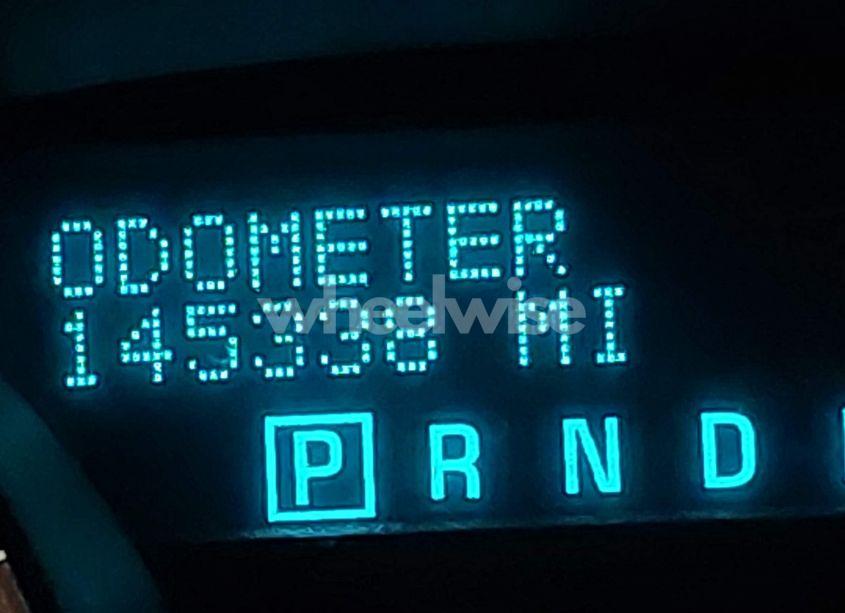 ODOMETER
145338 MI
wheelwise
P R N D